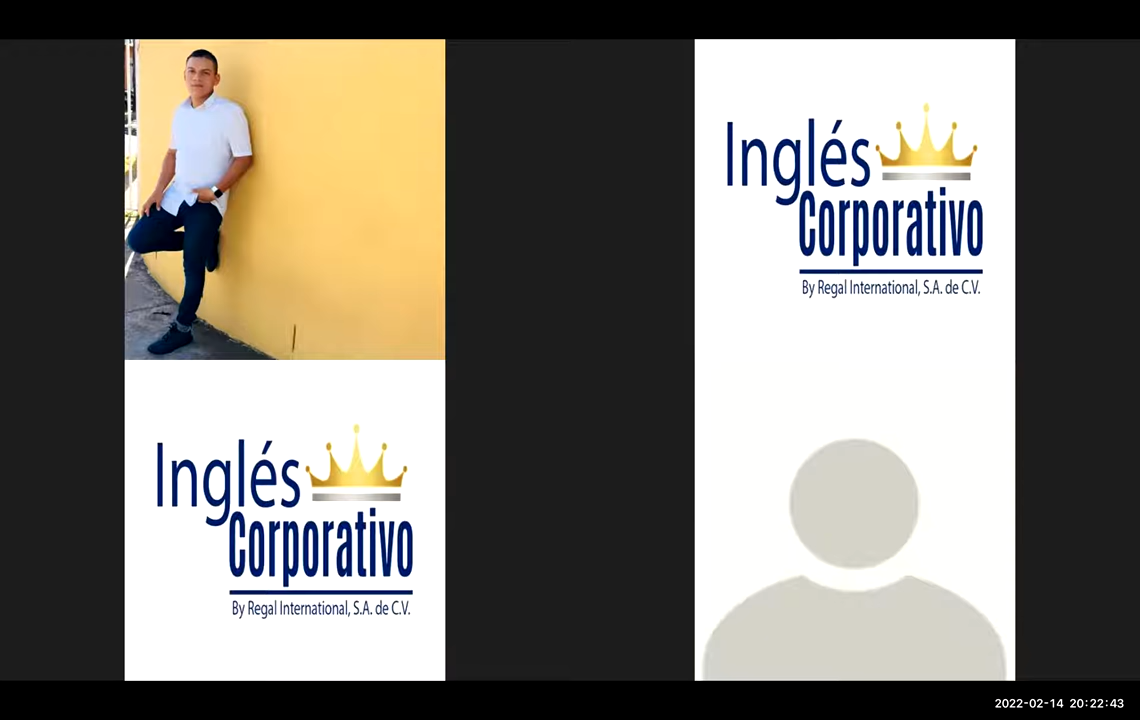 Inglés
Corporativo
By Regal International, S.A. de C.V.
Inglés
Corporativo
By Regal International, S.A. de C.V.
2022-02-14 20:22:43